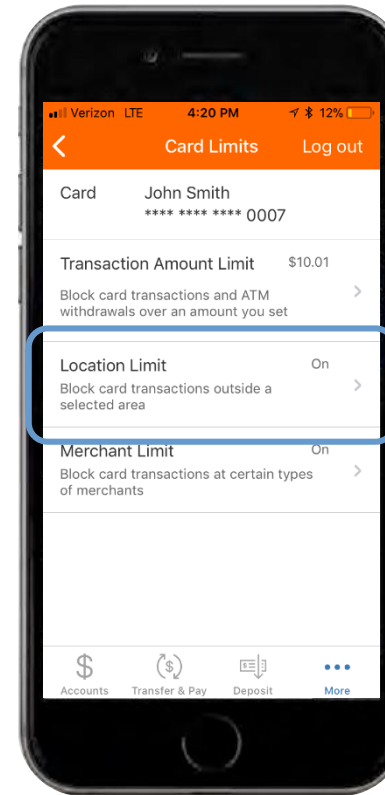 Verizon LTE 4:20 PM 12%
Card Limits Log out
Card John Smith
**** **** **** 0007
Transaction Amount Limit $10.01
Block card transactions and ATM
withdrawals over an amount you set
Location Limit On
Block card transactions outside a
selected area
Merchant Limit On
Block card transactions at certain types
of merchants
Accounts Transfer & Pay Deposit More